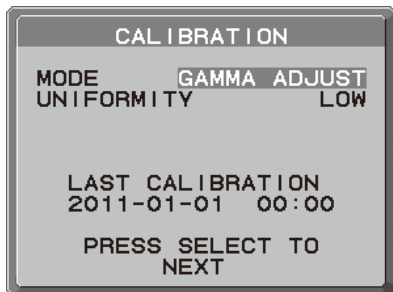 CALIBRATION
MODE GAMMA ADJUST
UNIFORMITY LOW
LAST CALIBRATION
2011-01-01 00:00
PRESS SELECT TO
NEXT